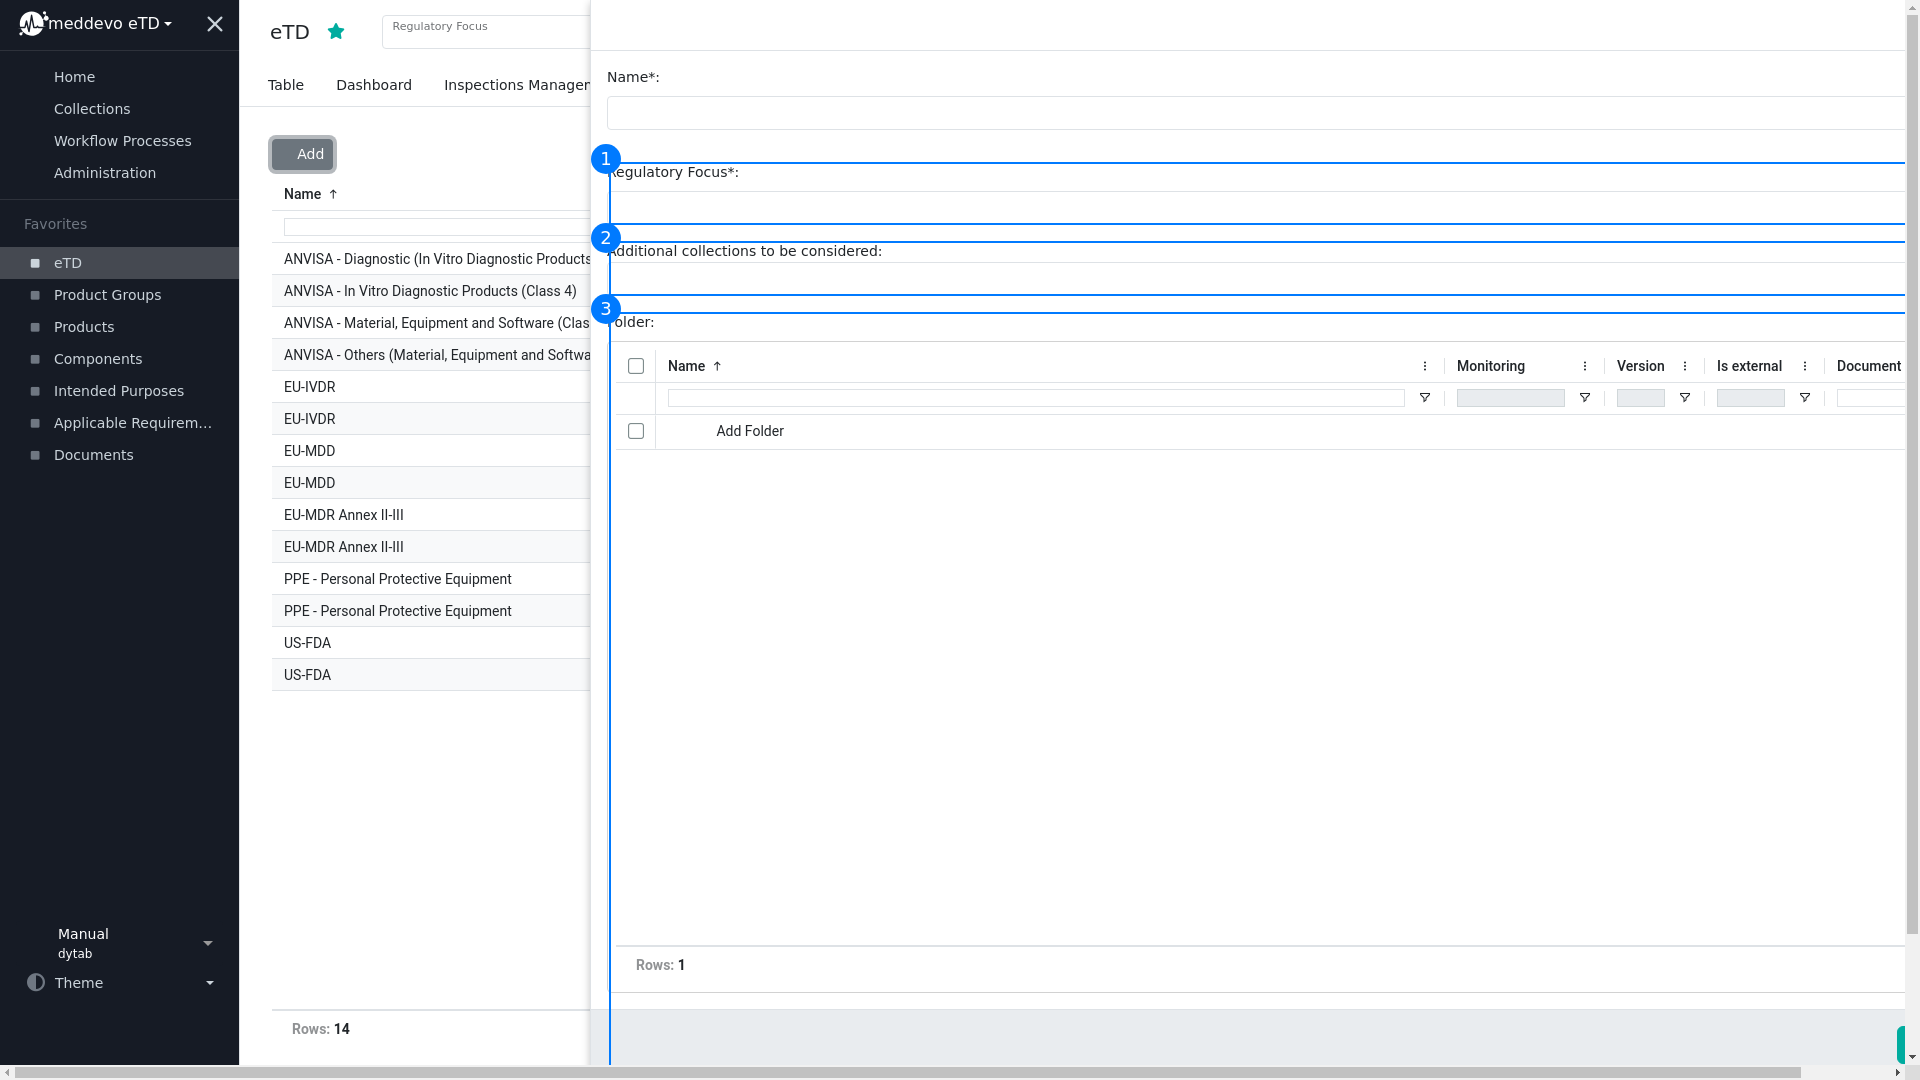 meddevo eTD
Home
Collections
Workflow Processes
Administration
Favorites
eTD
Product Groups
Products
Components
Intended Purposes
Applicable Requirem...
Documents
Manual
dytab
Theme
eTD
Regulatory Focus
Table Dashboard Inspections Manager
Add
Name ↑
ANVISA - Diagnostic (In Vitro Diagnostic Products
ANVISA - In Vitro Diagnostic Products (Class 4)
ANVISA - Material, Equipment and Software (Clas
ANVISA - Others (Material, Equipment and Softwa
EU-IVDR
EU-IVDR
EU-MDD
EU-MDD
EU-MDR Annex II-III
EU-MDR Annex II-III
PPE - Personal Protective Equipment
PPE - Personal Protective Equipment
US-FDA
US-FDA
Rows: 14
Name*:
1
Regulatory Focus*:
2
Additional collections to be considered:
3
Folder:
Name ↑ Monitoring Version Is external Document
Add Folder
Rows: 1